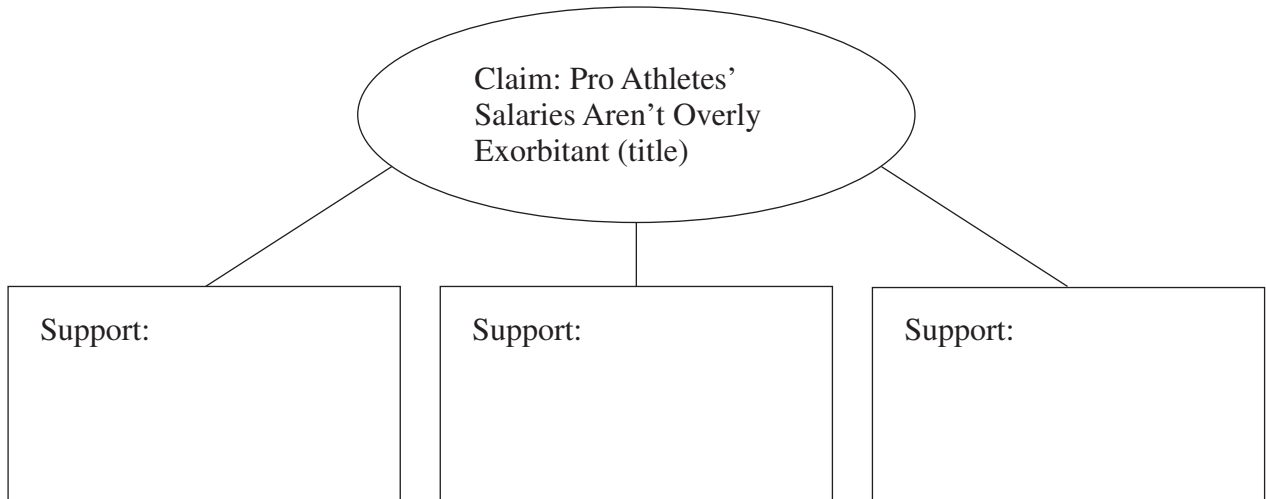 Claim: Pro Athletes’
Salaries Aren’t Overly
Exorbitant (title)
Support:
Support:
Support: